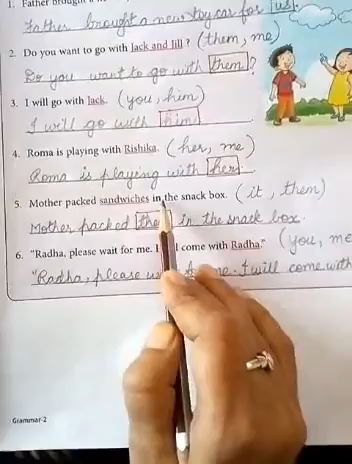 1. Father brought a n
Father brought a new toy car for us.
2. Do you want to go with Jack and Jill? (them, me)
Do you want to go with them?
3. I will go with Jack. (you, him)
I will go with him.
4. Roma is playing with Rishika. (her, me)
Roma is playing with her.
5. Mother packed sandwiches in the snack box. (it, them)
Mother packed the in the snack box.
6. "Radha, please wait for me. I come with Radha." (you, me
"Radha, please me. I will come with
Grammar-2